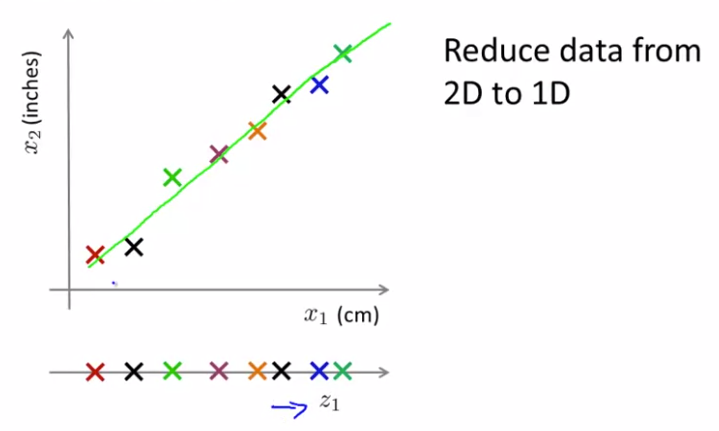 Reduce data from
2D to 1D
x₂ (inches)
x₁ (cm)
z₁